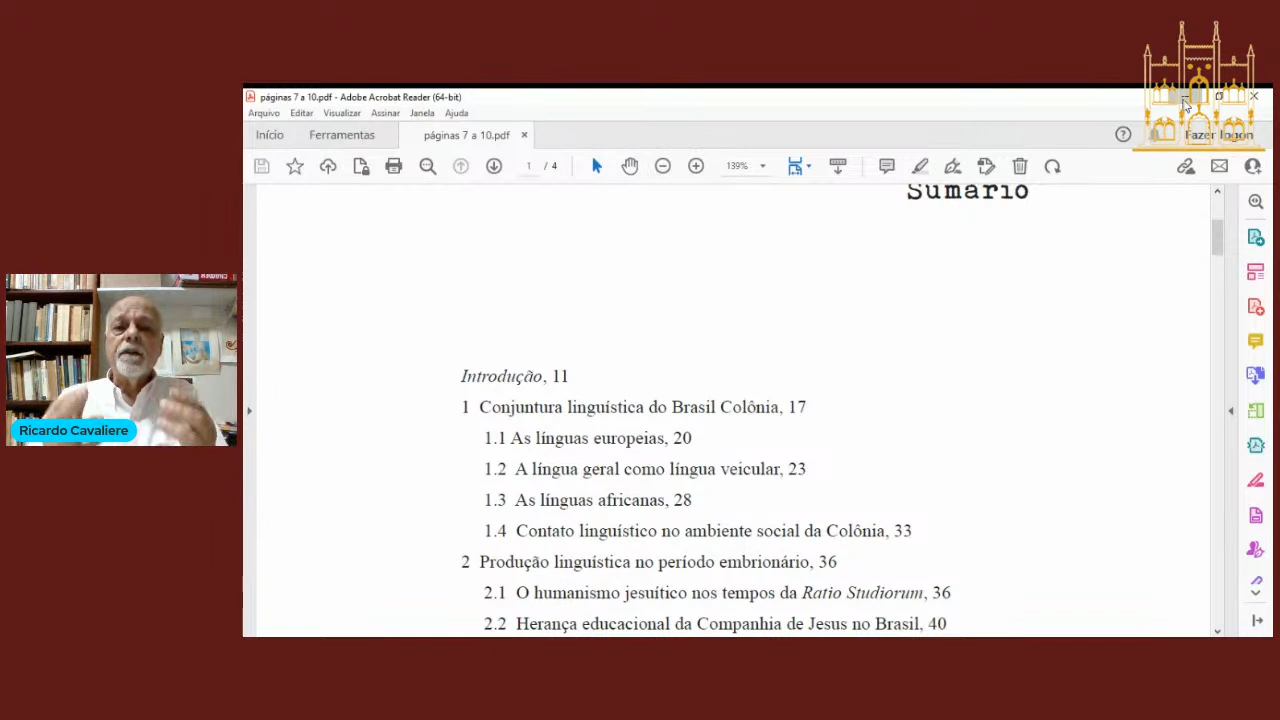 páginas 7 a 10.pdf - Adobe Acrobat Reader (64-bit)
Arquivo Editar Visualizar Assinar Janela Ajuda
Início Ferramentas páginas 7 a 10.pdf Fazer logon
1 / 4 139%
Sumário
Introdução, 11
1 Conjuntura linguística do Brasil Colônia, 17
1.1 As línguas europeias, 20
1.2 A língua geral como língua veicular, 23
1.3 As línguas africanas, 28
1.4 Contato linguístico no ambiente social da Colônia, 33
2 Produção linguística no período embrionário, 36
2.1 O humanismo jesuítico nos tempos da Ratio Studiorum, 36
2.2 Herança educacional da Companhia de Jesus no Brasil, 40
Ricardo Cavaliere